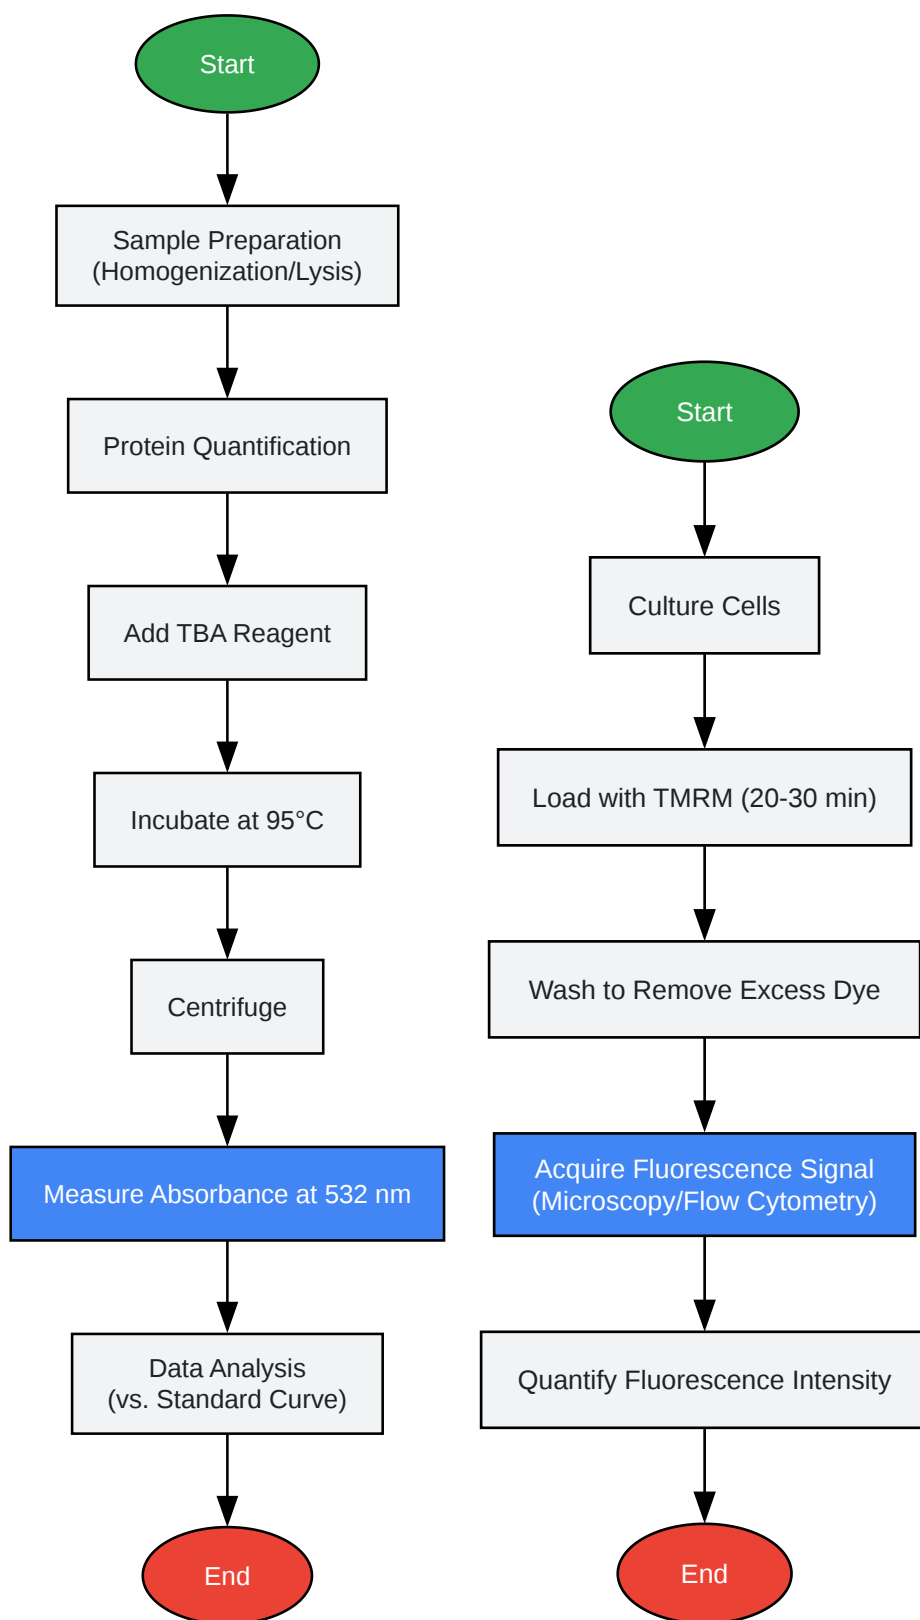 Start
Sample Preparation
(Homogenization/Lysis)
Protein Quantification
Add TBA Reagent
Incubate at 95°C
Centrifuge
Measure Absorbance at 532 nm
Data Analysis
(vs. Standard Curve)
End
Start
Culture Cells
Load with TMRM (20-30 min)
Wash to Remove Excess Dye
Acquire Fluorescence Signal
(Microscopy/Flow Cytometry)
Quantify Fluorescence Intensity
End